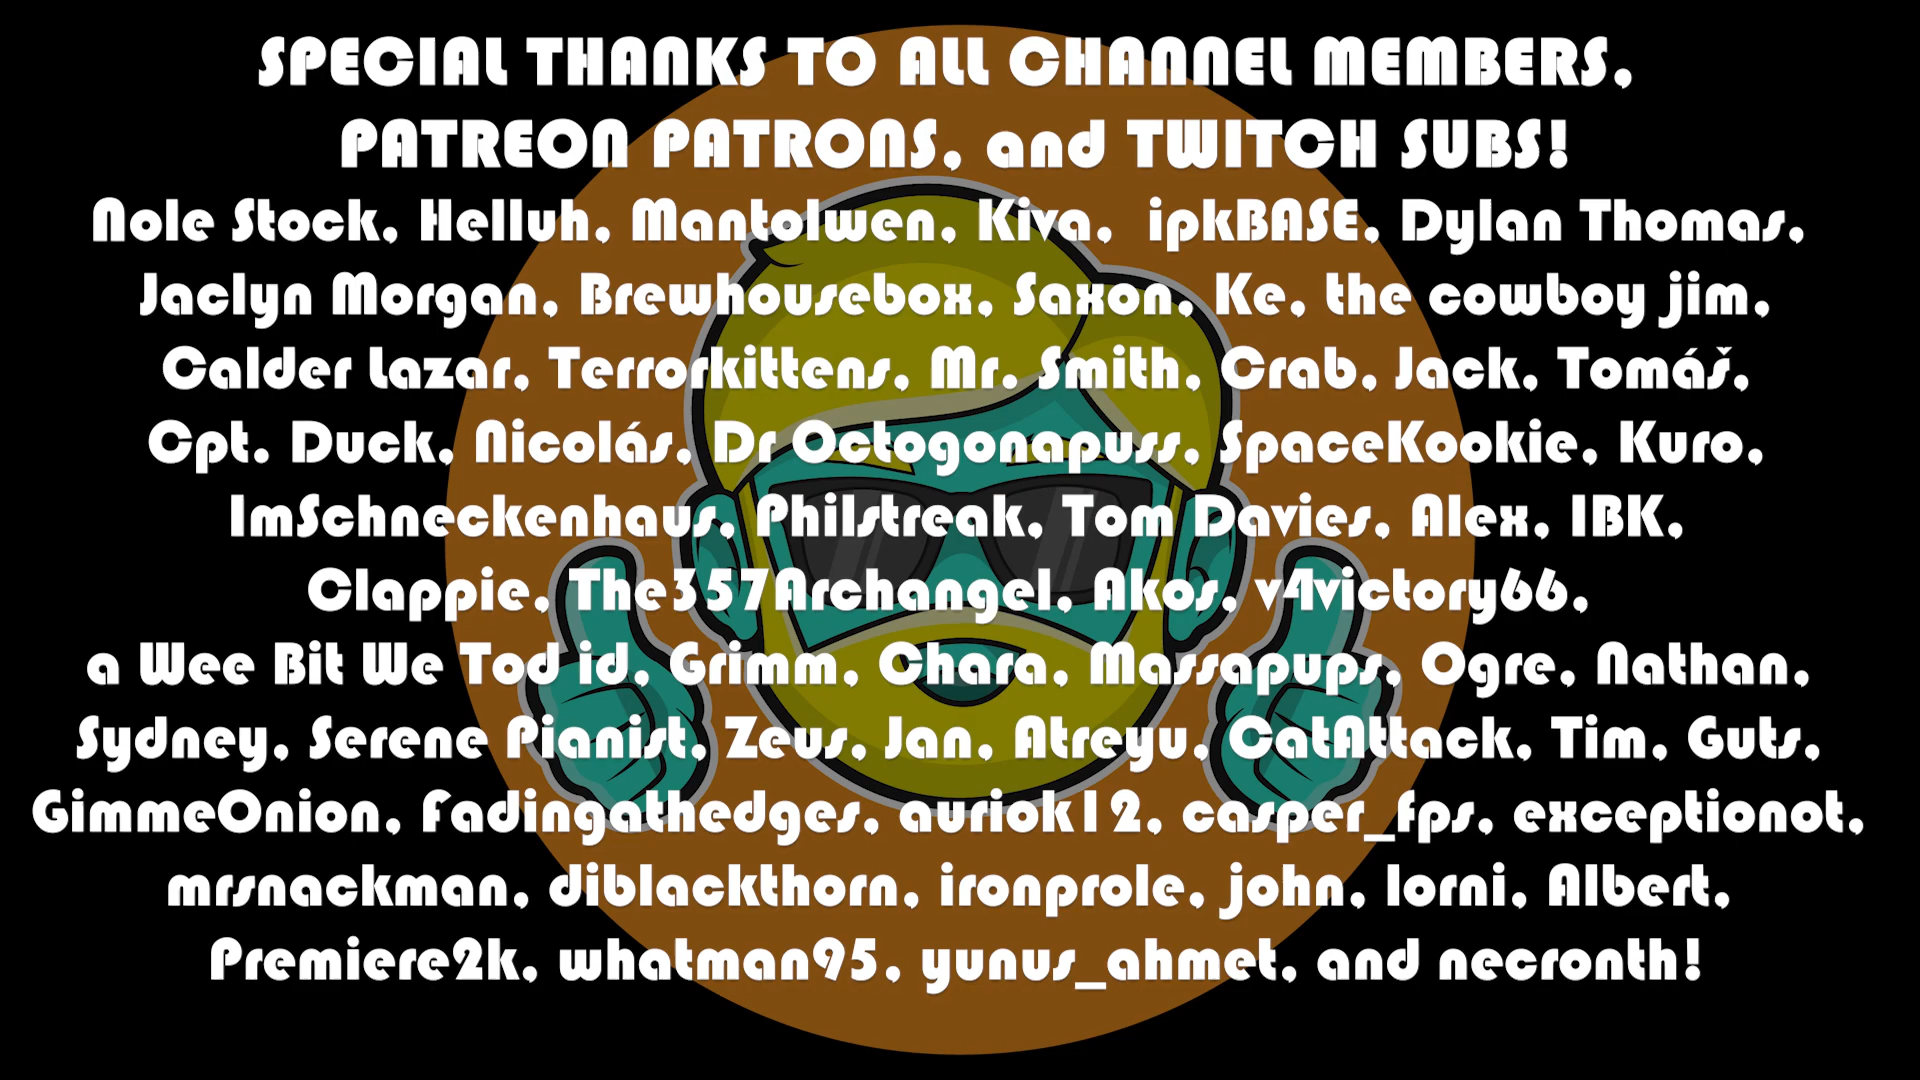 SPECIAL THANKS TO ALL CHANNEL MEMBERS,
PATREON PATRONS, and TWITCH SUBS!
Nole Stock, Helluh, Mantolwen, Kiva, ipkBASE, Dylan Thomas,
Jaclyn Morgan, Brewhousebox, Saxon, Ke, the cowboy jim,
Calder Lazar, Terrorkittens, Mr. Smith, Crab, Jack, Tomáš,
Cpt. Duck, Nicolás, Dr Octogonapuss, SpaceKookie, Kuro,
ImSchneckenhaus, Philstreak, Tom Davies, Alex, IBK,
Clappie, The357Archangel, Akos, v4victory66,
a Wee Bit We Tod id, Grimm, Chara, Massapups, Ogre, Nathan,
Sydney, Serene Pianist, Zeus, Jan, Atreyu, CatAttack, Tim, Guts,
GimmeOnion, Fadingathedges, auriok12, casper_fps, exceptionot,
mrsnackman, diblackthorn, ironprole, john, lorni, Albert,
Premiere2k, whatman95, yunus_ahmet, and necronth!